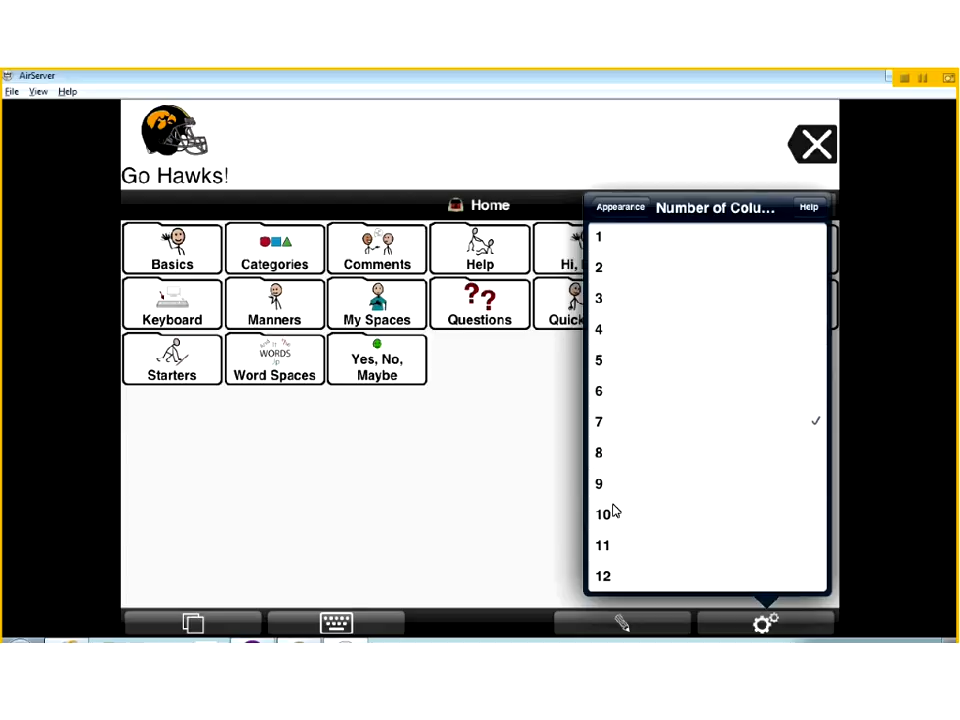 AirServer
File View Help
Go Hawks!
Home
Appearance Number of Colu... Help
Basics Categories Comments Help Hi,
Keyboard Manners My Spaces Questions Quick
WORDS
Starters Word Spaces Yes, No,
Maybe
1
2
3
4
5
6
7
8
9
10
11
12